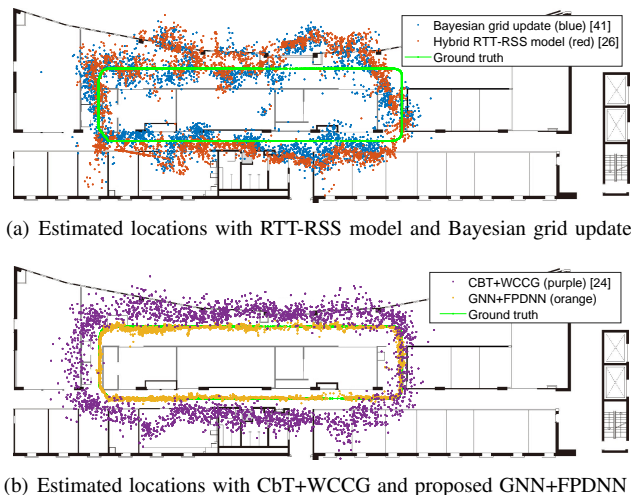 Bayesian grid update (blue) [41]
Hybrid RTT-RSS model (red) [26]
Ground truth
(a) Estimated locations with RTT-RSS model and Bayesian grid update
CBT+WCCG (purple) [24]
GNN+FPDNN (orange)
Ground truth
(b) Estimated locations with CbT+WCCG and proposed GNN+FPDNN